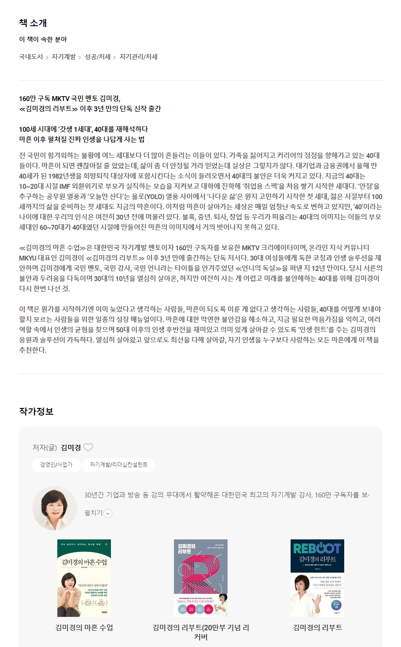 책 소개
이 책이 속한 분야
국내도서 > 자기계발 > 성공/처세 > 자기관리/처세
160만 구독 MKTV 국민 멘토 김미경,
≪김미경의 리부트≫ 이후 3년 만의 단독 신작 출간
100세 시대에 '갓생 1세대', 40대를 재해석하다
마흔 이후 펼쳐질 진짜 인생을 나답게 사는 법
전 국민이 힘겨워하는 불황에 여느 세대보다 더 많이 흔들리는 이들이 있다. 가족을 짊어지고 커리어의 정점을 향해가고 있는 40대
들이다. 마흔이 되면 괜찮아질 줄 알았는데, 삶이 좀 더 안정될 거라 믿었는데 실상은 그렇지가 않다. 대기업과 금융권에서 올해 만
40세가 된 1982년생을 희망퇴직 대상자에 포함시킨다는 소식이 들려오면서 40대의 불안은 더욱 커지고 있다. 지금의 40대는
10~20대 시절 IMF 외환위기로 부모가 실직하는 모습을 지켜보고 대학에 진학해 '취업용 스펙'을 처음 쌓기 시작한 세대다. '안정'을
추구하는 공무원 열풍과 '오늘만 산다'는 욜로(YOLO) 열풍 사이에서 '나다운 삶'은 뭔지 고민하기 시작한 첫 세대, 젊은 시절부터 100
세까지의 삶을 준비하는 첫 세대도 지금의 마흔이다. 이처럼 마흔이 살아가는 세상은 매일 엄청난 속도로 변하고 있지만, '40'이라는
나이에 대한 우리의 인식은 여전히 30년 전에 머물러 있다. 불혹, 중년, 퇴사, 창업 등 우리가 떠올리는 40대의 이미지는 이들의 부모
세대인 60~70대가 40대였던 시절에 만들어진 마흔의 이미지에서 거의 벗어나지 못하고 있다.
≪김미경의 마흔 수업≫은 대한민국 자기계발 멘토이자 160만 구독자를 보유한 MKTV 크리에이터이며, 온라인 지식 커뮤니티
MKYU 대표인 김미경이 ≪김미경의 리부트≫ 이후 3년 만에 출간하는 단독 저서다. 30대 여성들에게 독한 코칭과 인생 솔루션을 제
안하며 김미경에게 국민 멘토, 국민 강사, 국민 언니라는 타이틀을 안겨주었던 ≪언니의 독설≫을 펴낸 지 12년 만이다. 당시 서른의
불안과 두려움을 다독이며 30대의 10년을 열심히 살아온, 하지만 여전히 사는 게 어렵고 미래를 불안해하는 40대를 위해 김미경이
다시 한번 나선 것.
이 책은 뭔가를 시작하기엔 이미 늦었다고 생각하는 사람들, 마흔이 되도록 이룬 게 없다고 생각하는 사람들, 40대를 어떻게 보내야
할지 모르는 사람들을 위한 일종의 성장 매뉴얼이다. 마흔에 대한 막연한 불안감을 해소하고, 지금 필요한 마음가짐을 익히고, 여러
역할 속에서 인생의 균형을 찾으며 50대 이후의 인생 후반전을 재미있고 의미 있게 살아갈 수 있도록 '인생 힌트'를 주는 김미경의
응원과 솔루션이 가득하다. 열심히 살아왔고 앞으로도 최선을 다해 살아갈, 자기 인생을 누구보다 사랑하는 모든 마흔에게 이 책을
추천한다.
작가정보
저자(글) 김미경
경영인/사업가 자기계발/리더십컨설턴트
30년간 기업과 방송 등 강의 무대에서 활약해온 대한민국 최고의 자기계발 강사. 160만 구독자를 보·
펼치기
김미경의 마흔 수업
김미경의 리부트
REBOOT
김미경의 리부트
김미경의 마흔 수업
김미경의 리부트(20만부 기념 리
커버
김미경의 리부트